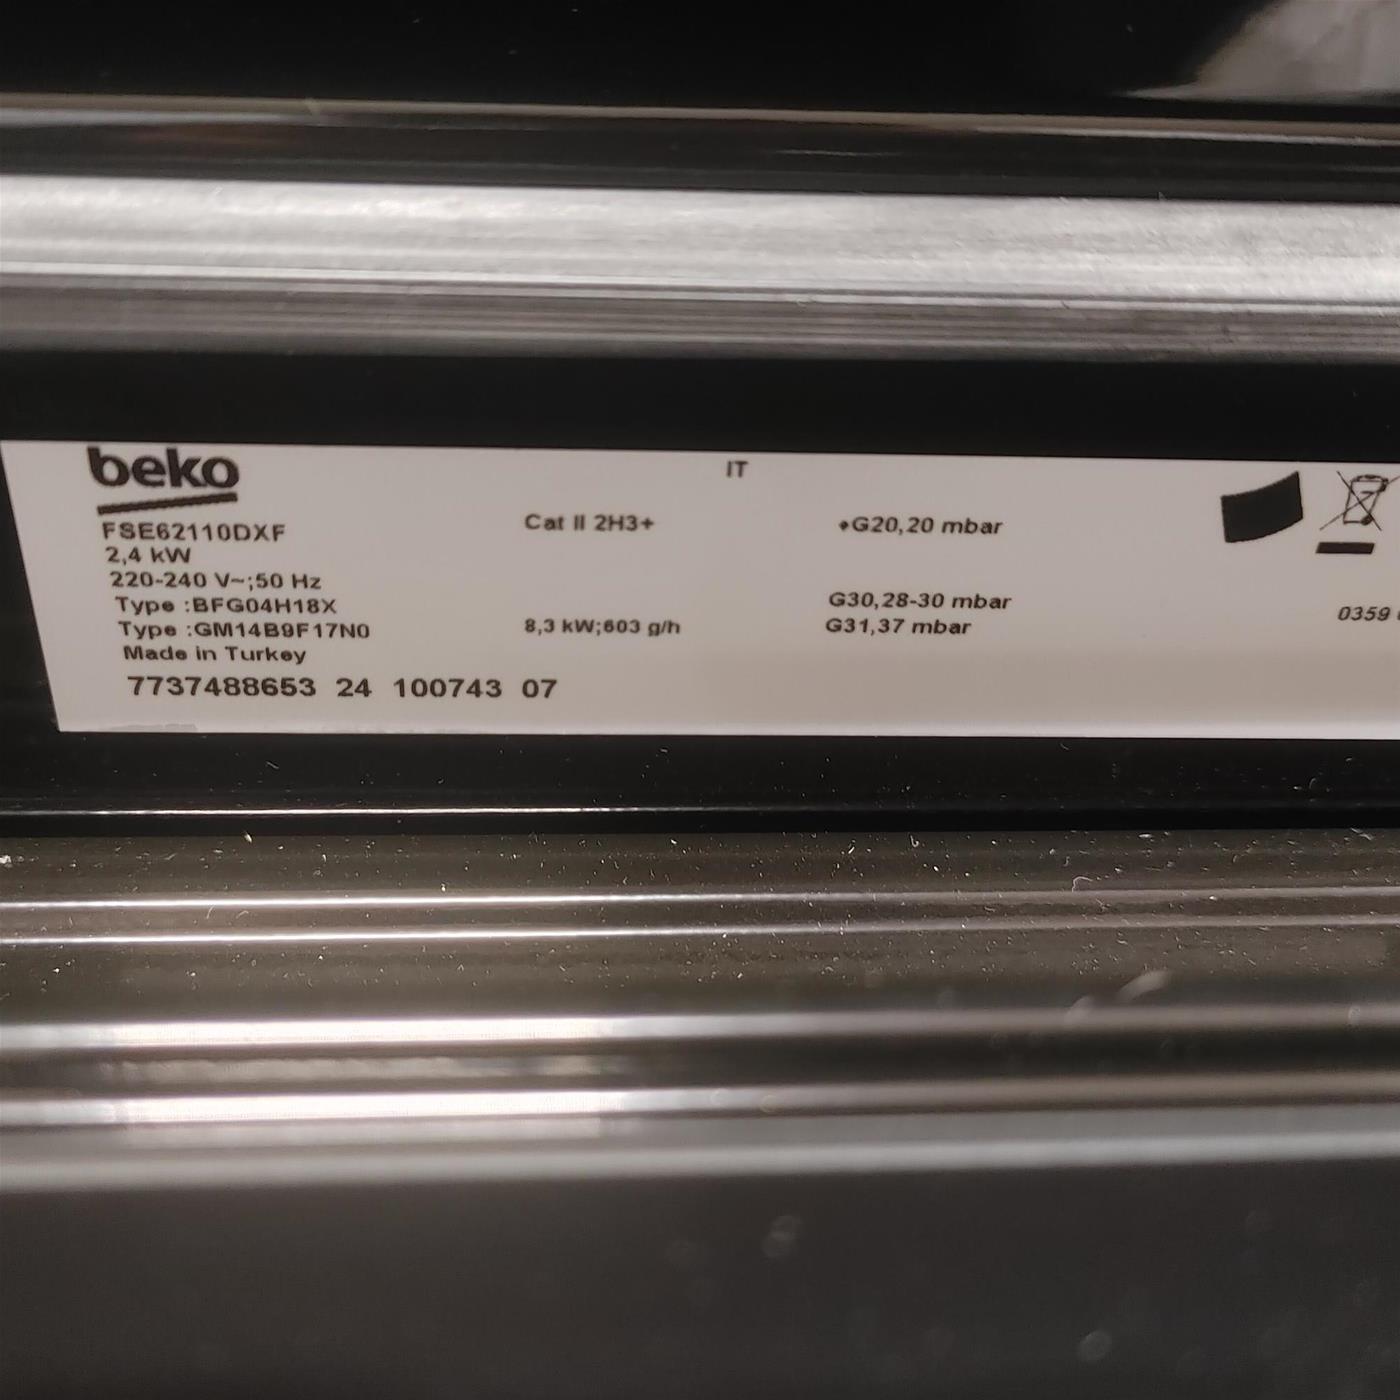 beko
IT
FSE62110DXF
Cat II 2H3+
♦G20,20 mbar
2,4 kW
220-240 V~;50 Hz
Type :BFG04H18X
G30,28-30 mbar
0359
Type :GM14B9F17N0
8,3 kW;603 g/h
G31,37 mbar
Made in Turkey
7737488653 24 100743 07